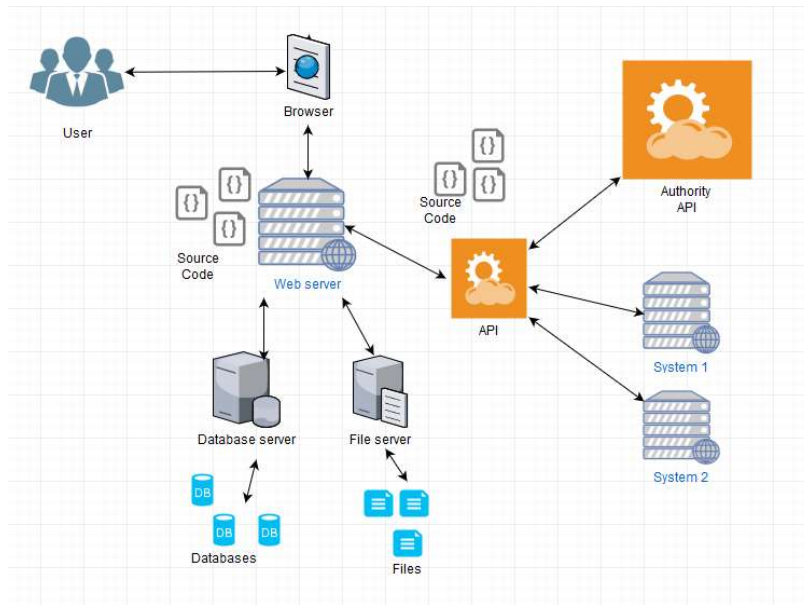 User
Browser
Source
Code
Web server
Source
Code
Authority
API
API
System 1
Database server
File server
System 2
DB
DB
DB
Databases
Files